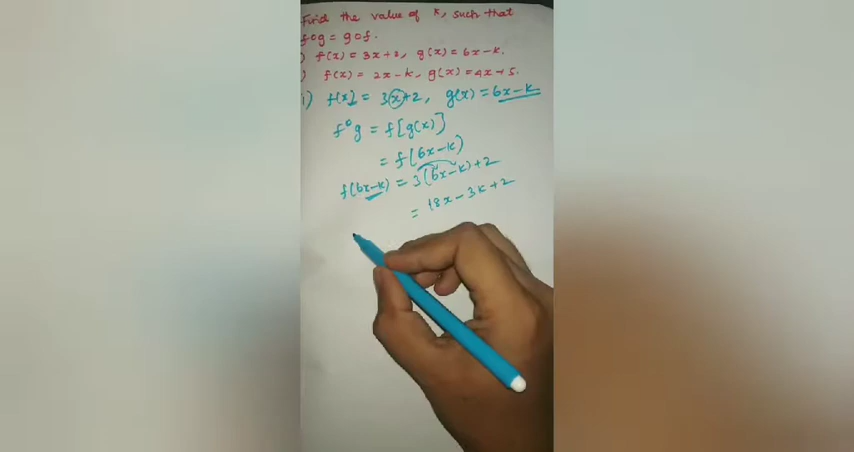 Find the value of k, such that
fog = gof.
) f(x) = 3x+2, g(x) = 6x-k.
) f(x) = 2x-k, g(x) = 4x+5.
i) f(x) = 3x+2, g(x) = 6x-k
fog = f[g(x)]
= f(6x-k)
f(6x-k) = 3(6x-k)+2
= 18x-3k+2